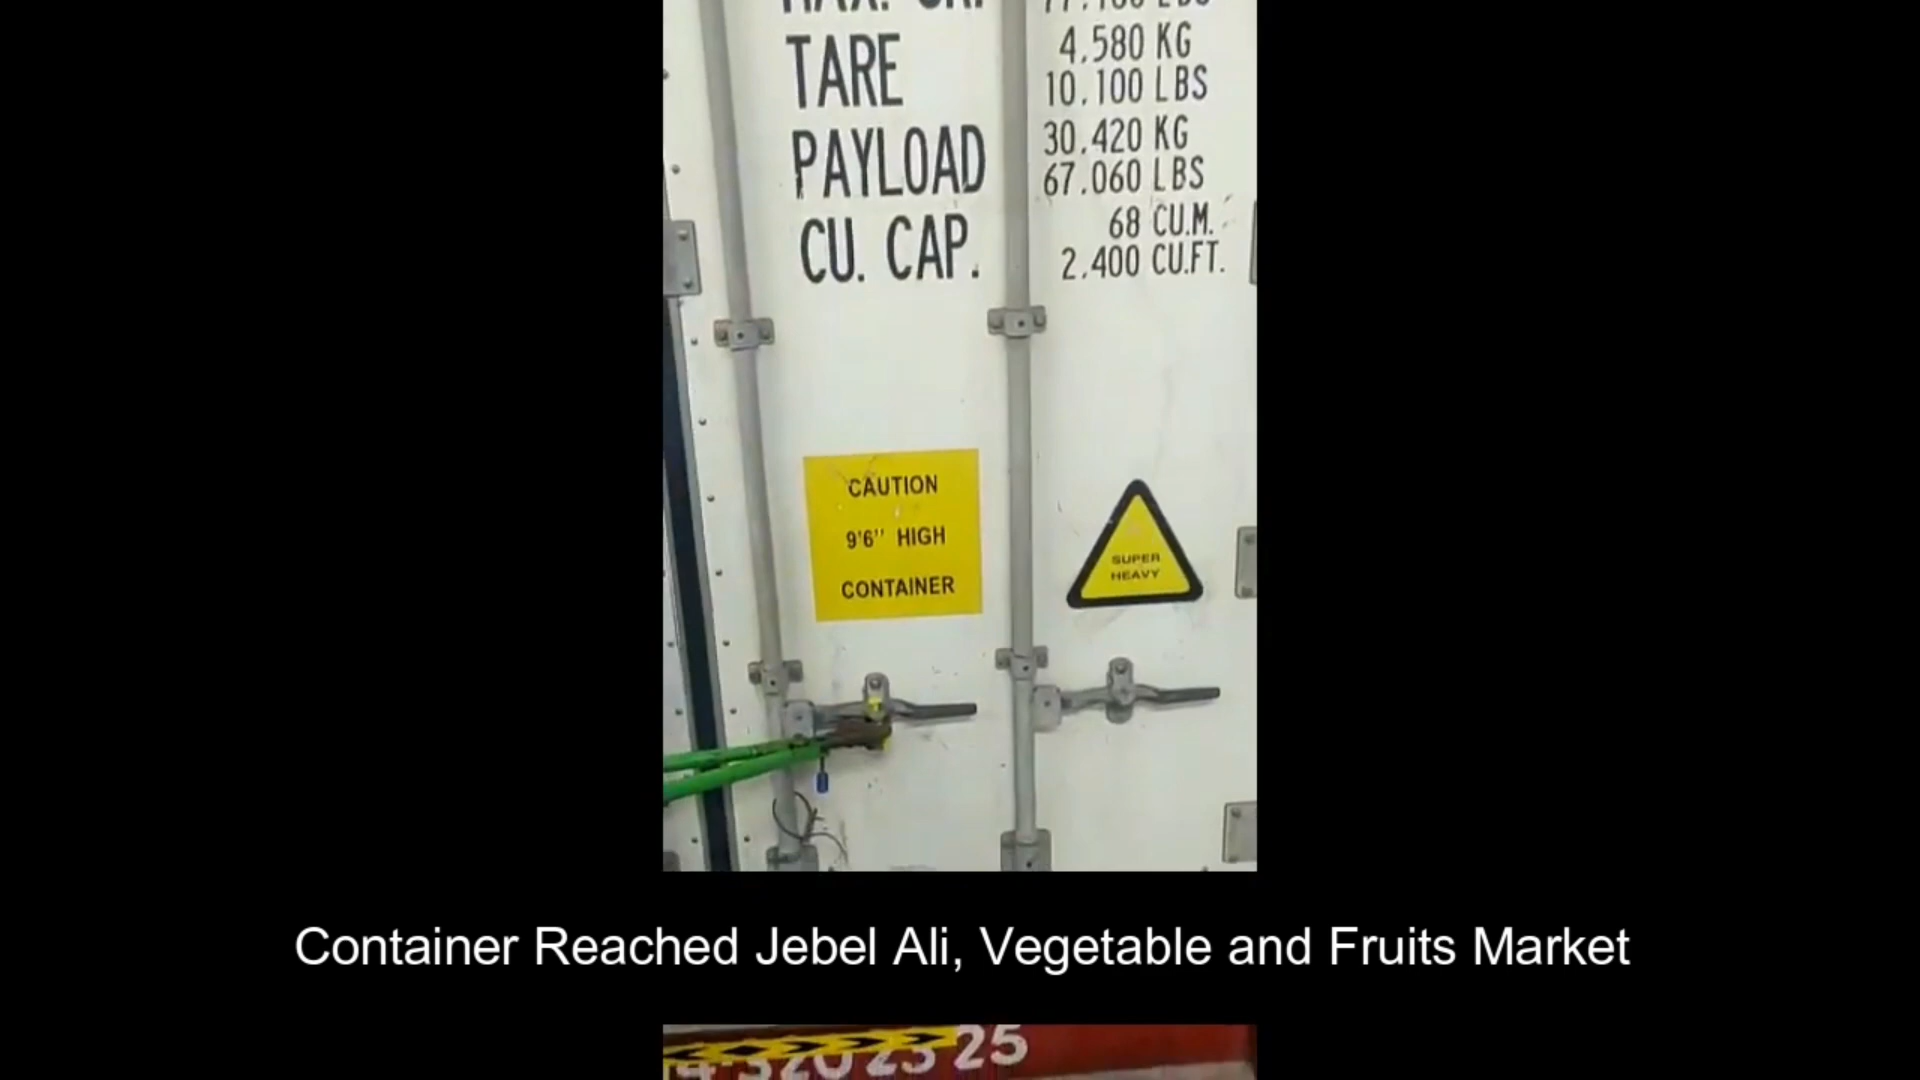 TARE
4,580 KG
10.100 LBS
PAYLOAD
30.420 KG
67.060 LBS
CU. CAP.
68 CU.M.
2.400 CU.FT.
CAUTION
9'6'' HIGH
CONTAINER
SUPER
HEAVY
Container Reached Jebel Ali, Vegetable and Fruits Market
25